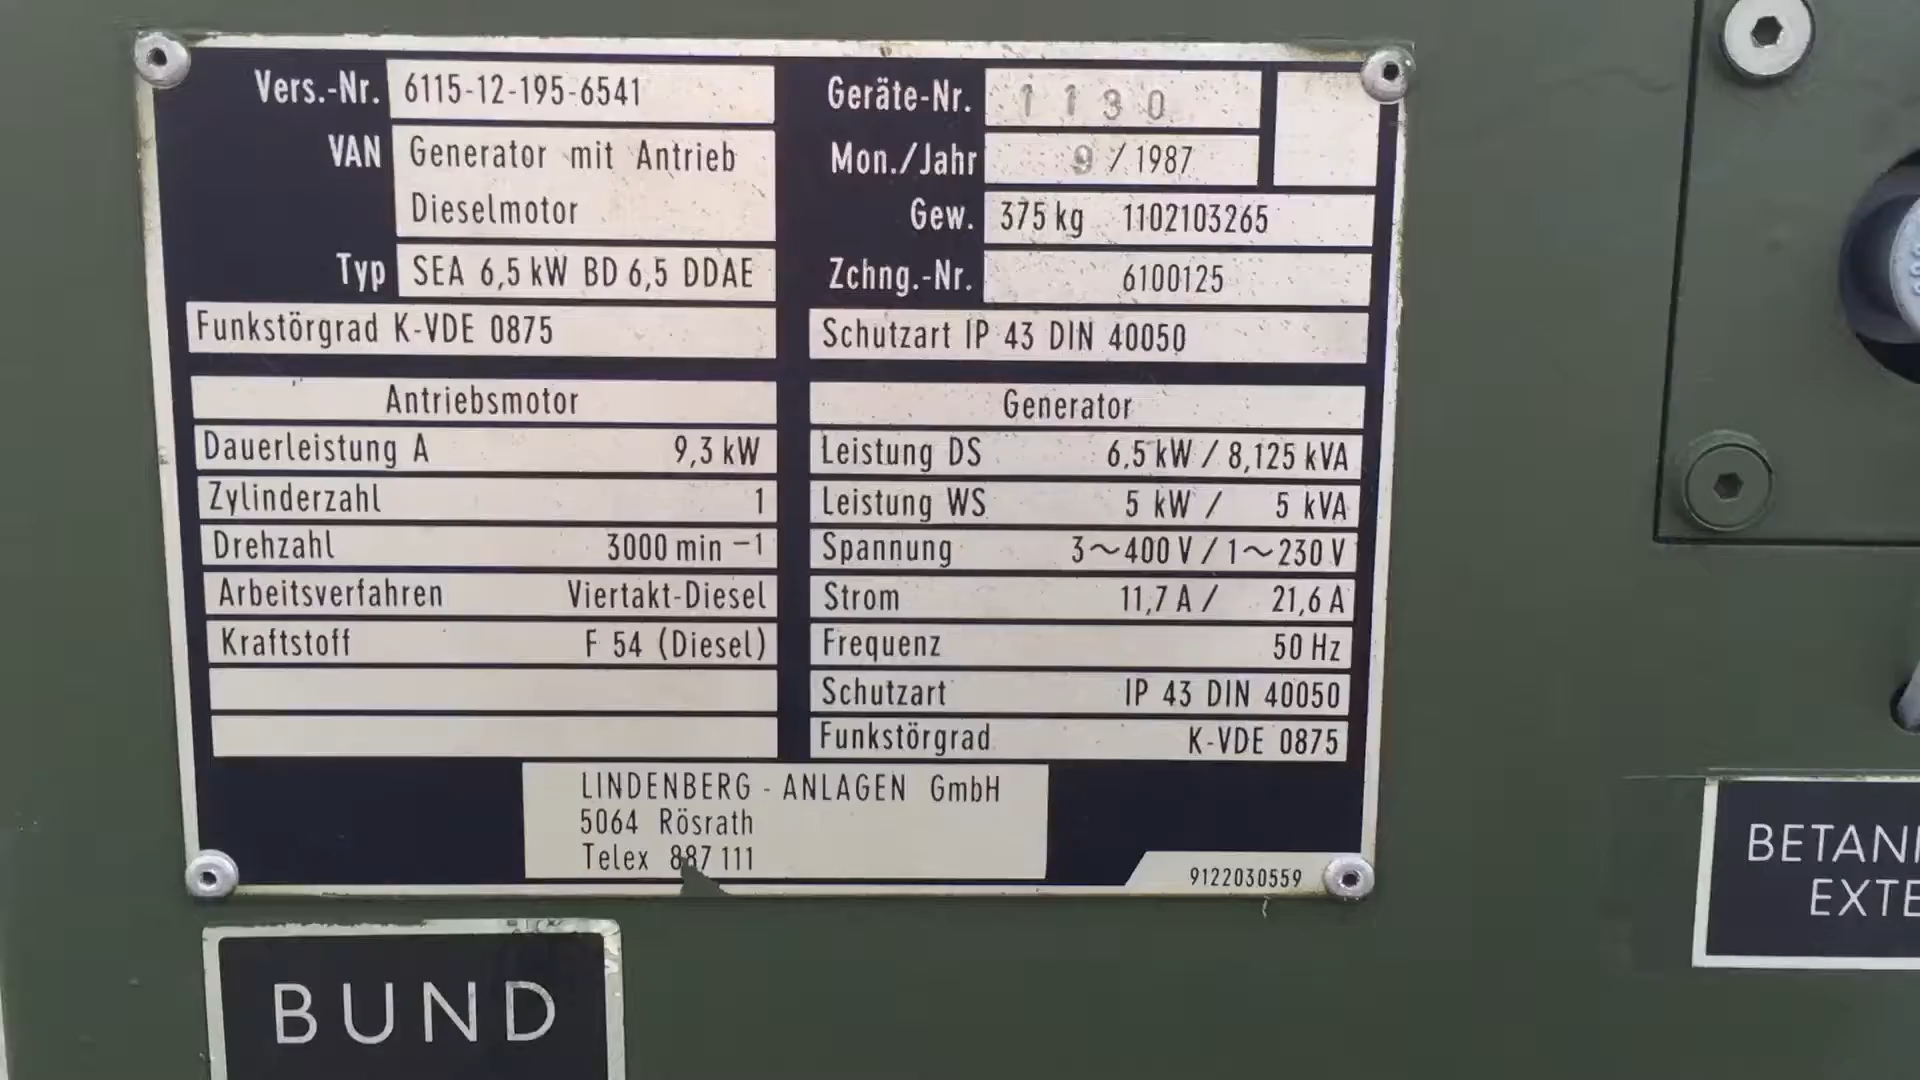 Vers.-Nr. 6115-12-195-6541
VAN Generator mit Antrieb
Dieselmotor
Typ SEA 6,5 kW BD 6,5 DDAE
Funkstörgrad K-VDE 0875
Geräte-Nr. 1130
Mon./Jahr 9 / 1987
Gew. 375 kg 1102103265
Zchng.-Nr. 6100125
Schutzart IP 43 DIN 40050
Antriebsmotor
Dauerleistung A 9,3 kW
Zylinderzahl 1
Drehzahl 3000 min −1
Arbeitsverfahren Viertakt-Diesel
Kraftstoff F 54 (Diesel)
Generator
Leistung DS 6,5 kW / 8,125 kVA
Leistung WS 5 kW / 5 kVA
Spannung 3~400 V / 1~230 V
Strom 11,7 A / 21,6 A
Frequenz 50 Hz
Schutzart IP 43 DIN 40050
Funkstörgrad K-VDE 0875
LINDENBERG - ANLAGEN GmbH
5064 Rösrath
Telex 887 111
9122030559
BUND